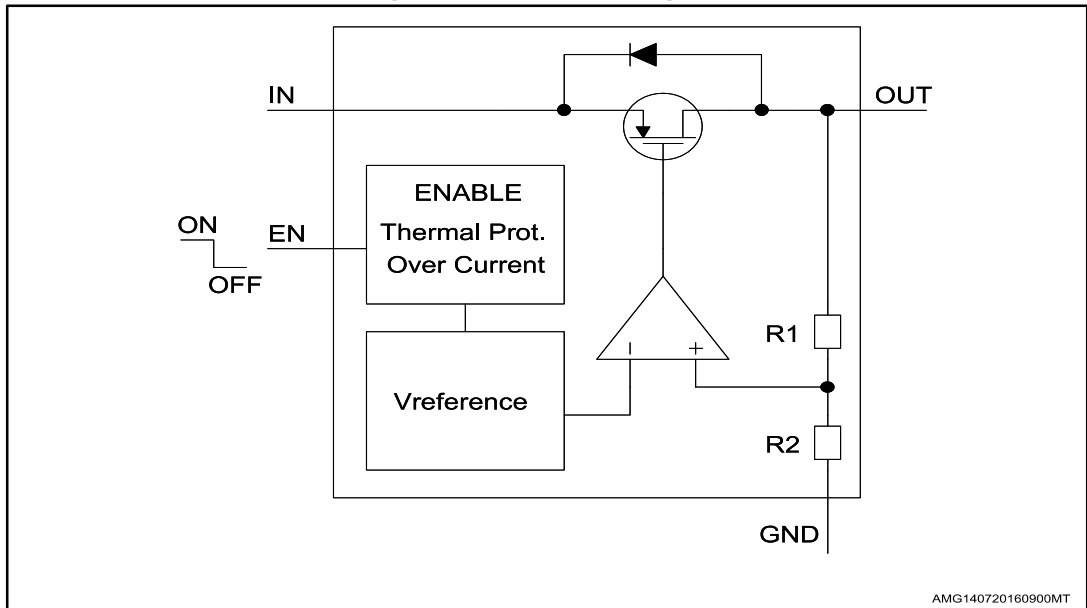 IN
OUT
ENABLE
Thermal Prot.
Over Current
ON
OFF
EN
Vreference
-
+
R1
R2
GND
AMG140720160900MT